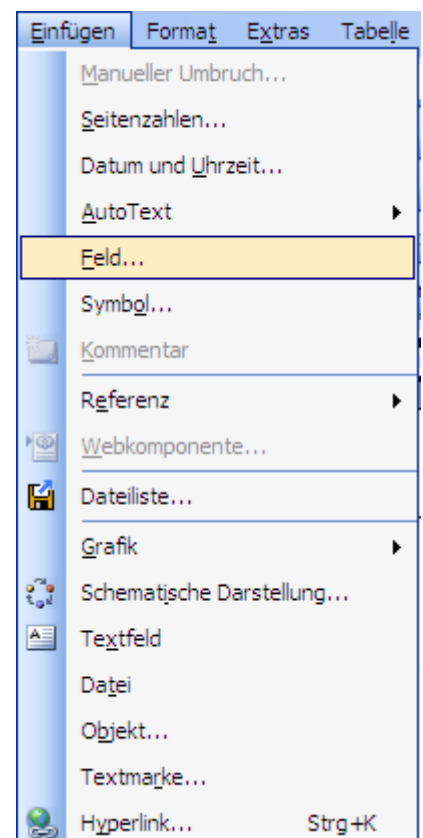 Einfügen Format Extras Tabelle
Manueller Umbruch...
Seitenzahlen...
Datum und Uhrzeit...
AutoText
Feld...
Symbol...
Kommentar
Referenz
Webkomponente...
Dateiliste...
Grafik
Schematische Darstellung...
Textfeld
Datei
Objekt...
Textmarke...
Hyperlink... Strg+K